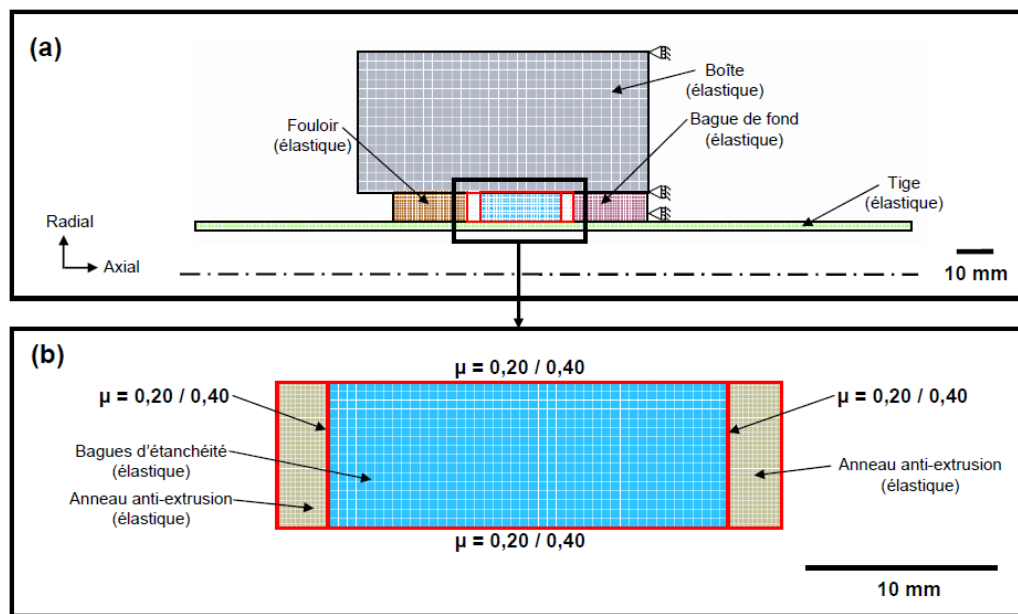 (a)
Boîte
(élastique)
Fouloir
(élastique)
Bague de fond
(élastique)
Tige
(élastique)
Radial
Axial
10 mm
(b)
μ = 0,20 / 0,40
μ = 0,20 / 0,40
μ = 0,20 / 0,40
Bagues d'étanchéité
(élastique)
Anneau anti-extrusion
(élastique)
Anneau anti-extrusion
(élastique)
μ = 0,20 / 0,40
10 mm